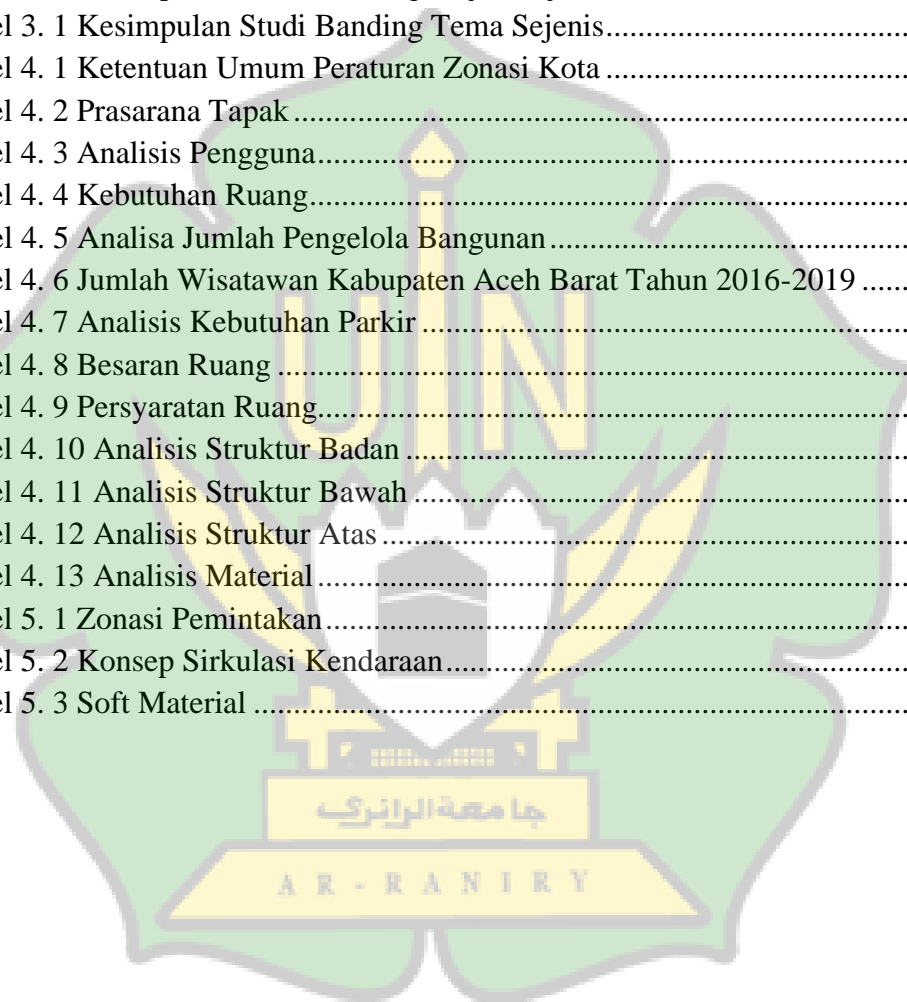 el 3. 1 Kesimpulan Studi Banding Tema Sejenis.......................................
el 4. 1 Ketentuan Umum Peraturan Zonasi Kota ....................................
el 4. 2 Prasarana Tapak ...............................................................................
el 4. 3 Analisis Pengguna............................................................................
el 4. 4 Kebutuhan Ruang.............................................................................
el 4. 5 Analisa Jumlah Pengelola Bangunan ..............................................
el 4. 6 Jumlah Wisatawan Kabupaten Aceh Barat Tahun 2016-2019 ......
el 4. 7 Analisis Kebutuhan Parkir ...............................................................
el 4. 8 Besaran Ruang .................................................................................
el 4. 9 Persyaratan Ruang............................................................................
el 4. 10 Analisis Struktur Badan .................................................................
el 4. 11 Analisis Struktur Bawah ................................................................
el 4. 12 Analisis Struktur Atas ....................................................................
el 4. 13 Analisis Material ............................................................................
el 5. 1 Zonasi Pemintakan...........................................................................
el 5. 2 Konsep Sirkulasi Kendaraan............................................................
el 5. 3 Soft Material ....................................................................................
UIN
جامعة الرانري
AR-RANIRY